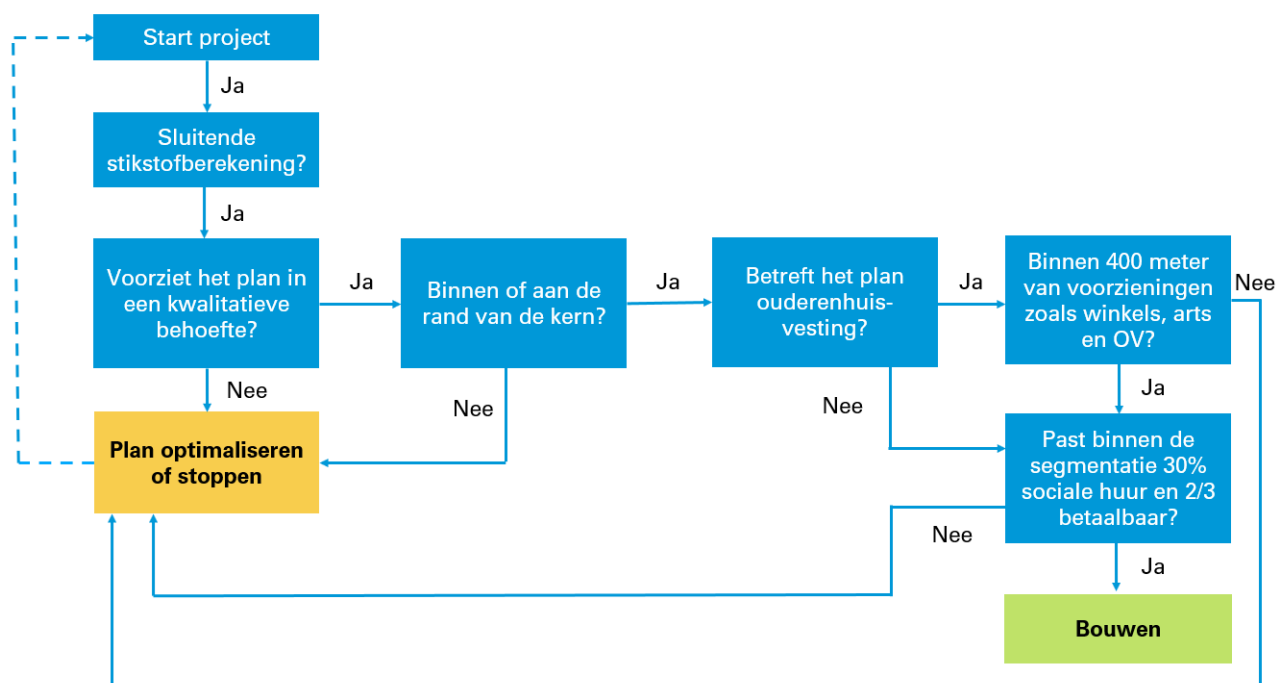 Start project
Ja
Sluitende
stikstofberekening?
Ja
Voorziet het plan in
een kwalitatieve
behoefte?
Ja
Binnen of aan de
rand van de kern?
Ja
Betreft het plan
ouderenhuis-
vesting?
Ja
Binnen 400 meter
van voorzieningen
zoals winkels, arts
en OV?
Nee
Nee
Nee
Nee
Ja
Plan optimaliseren
of stoppen
Past binnen de
segmentatie 30%
sociale huur en 2/3
betaalbaar?
Nee
Ja
Bouwen